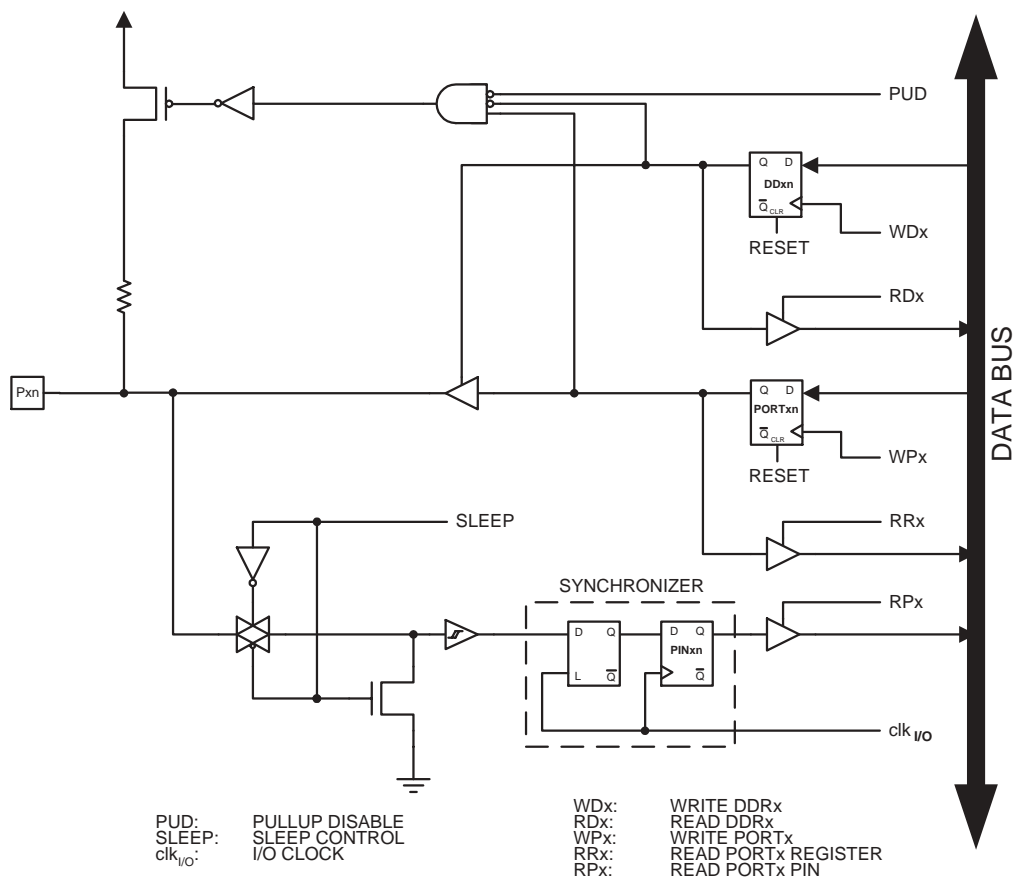 PUD
Q D
DDxn
Q CLR
WDx
RESET
RDx
DATA BUS
Pxn
Q D
PORTxn
Q CLR
WPx
RESET
SLEEP
RRx
SYNCHRONIZER
RPx
D Q
L Q
D Q
PINxn
Q
clk I/O
PUD: PULLUP DISABLE
SLEEP: SLEEP CONTROL
clkI/O: I/O CLOCK
WDx: WRITE DDRx
RDx: READ DDRx
WPx: WRITE PORTx
RRx: READ PORTx REGISTER
RPx: READ PORTx PIN